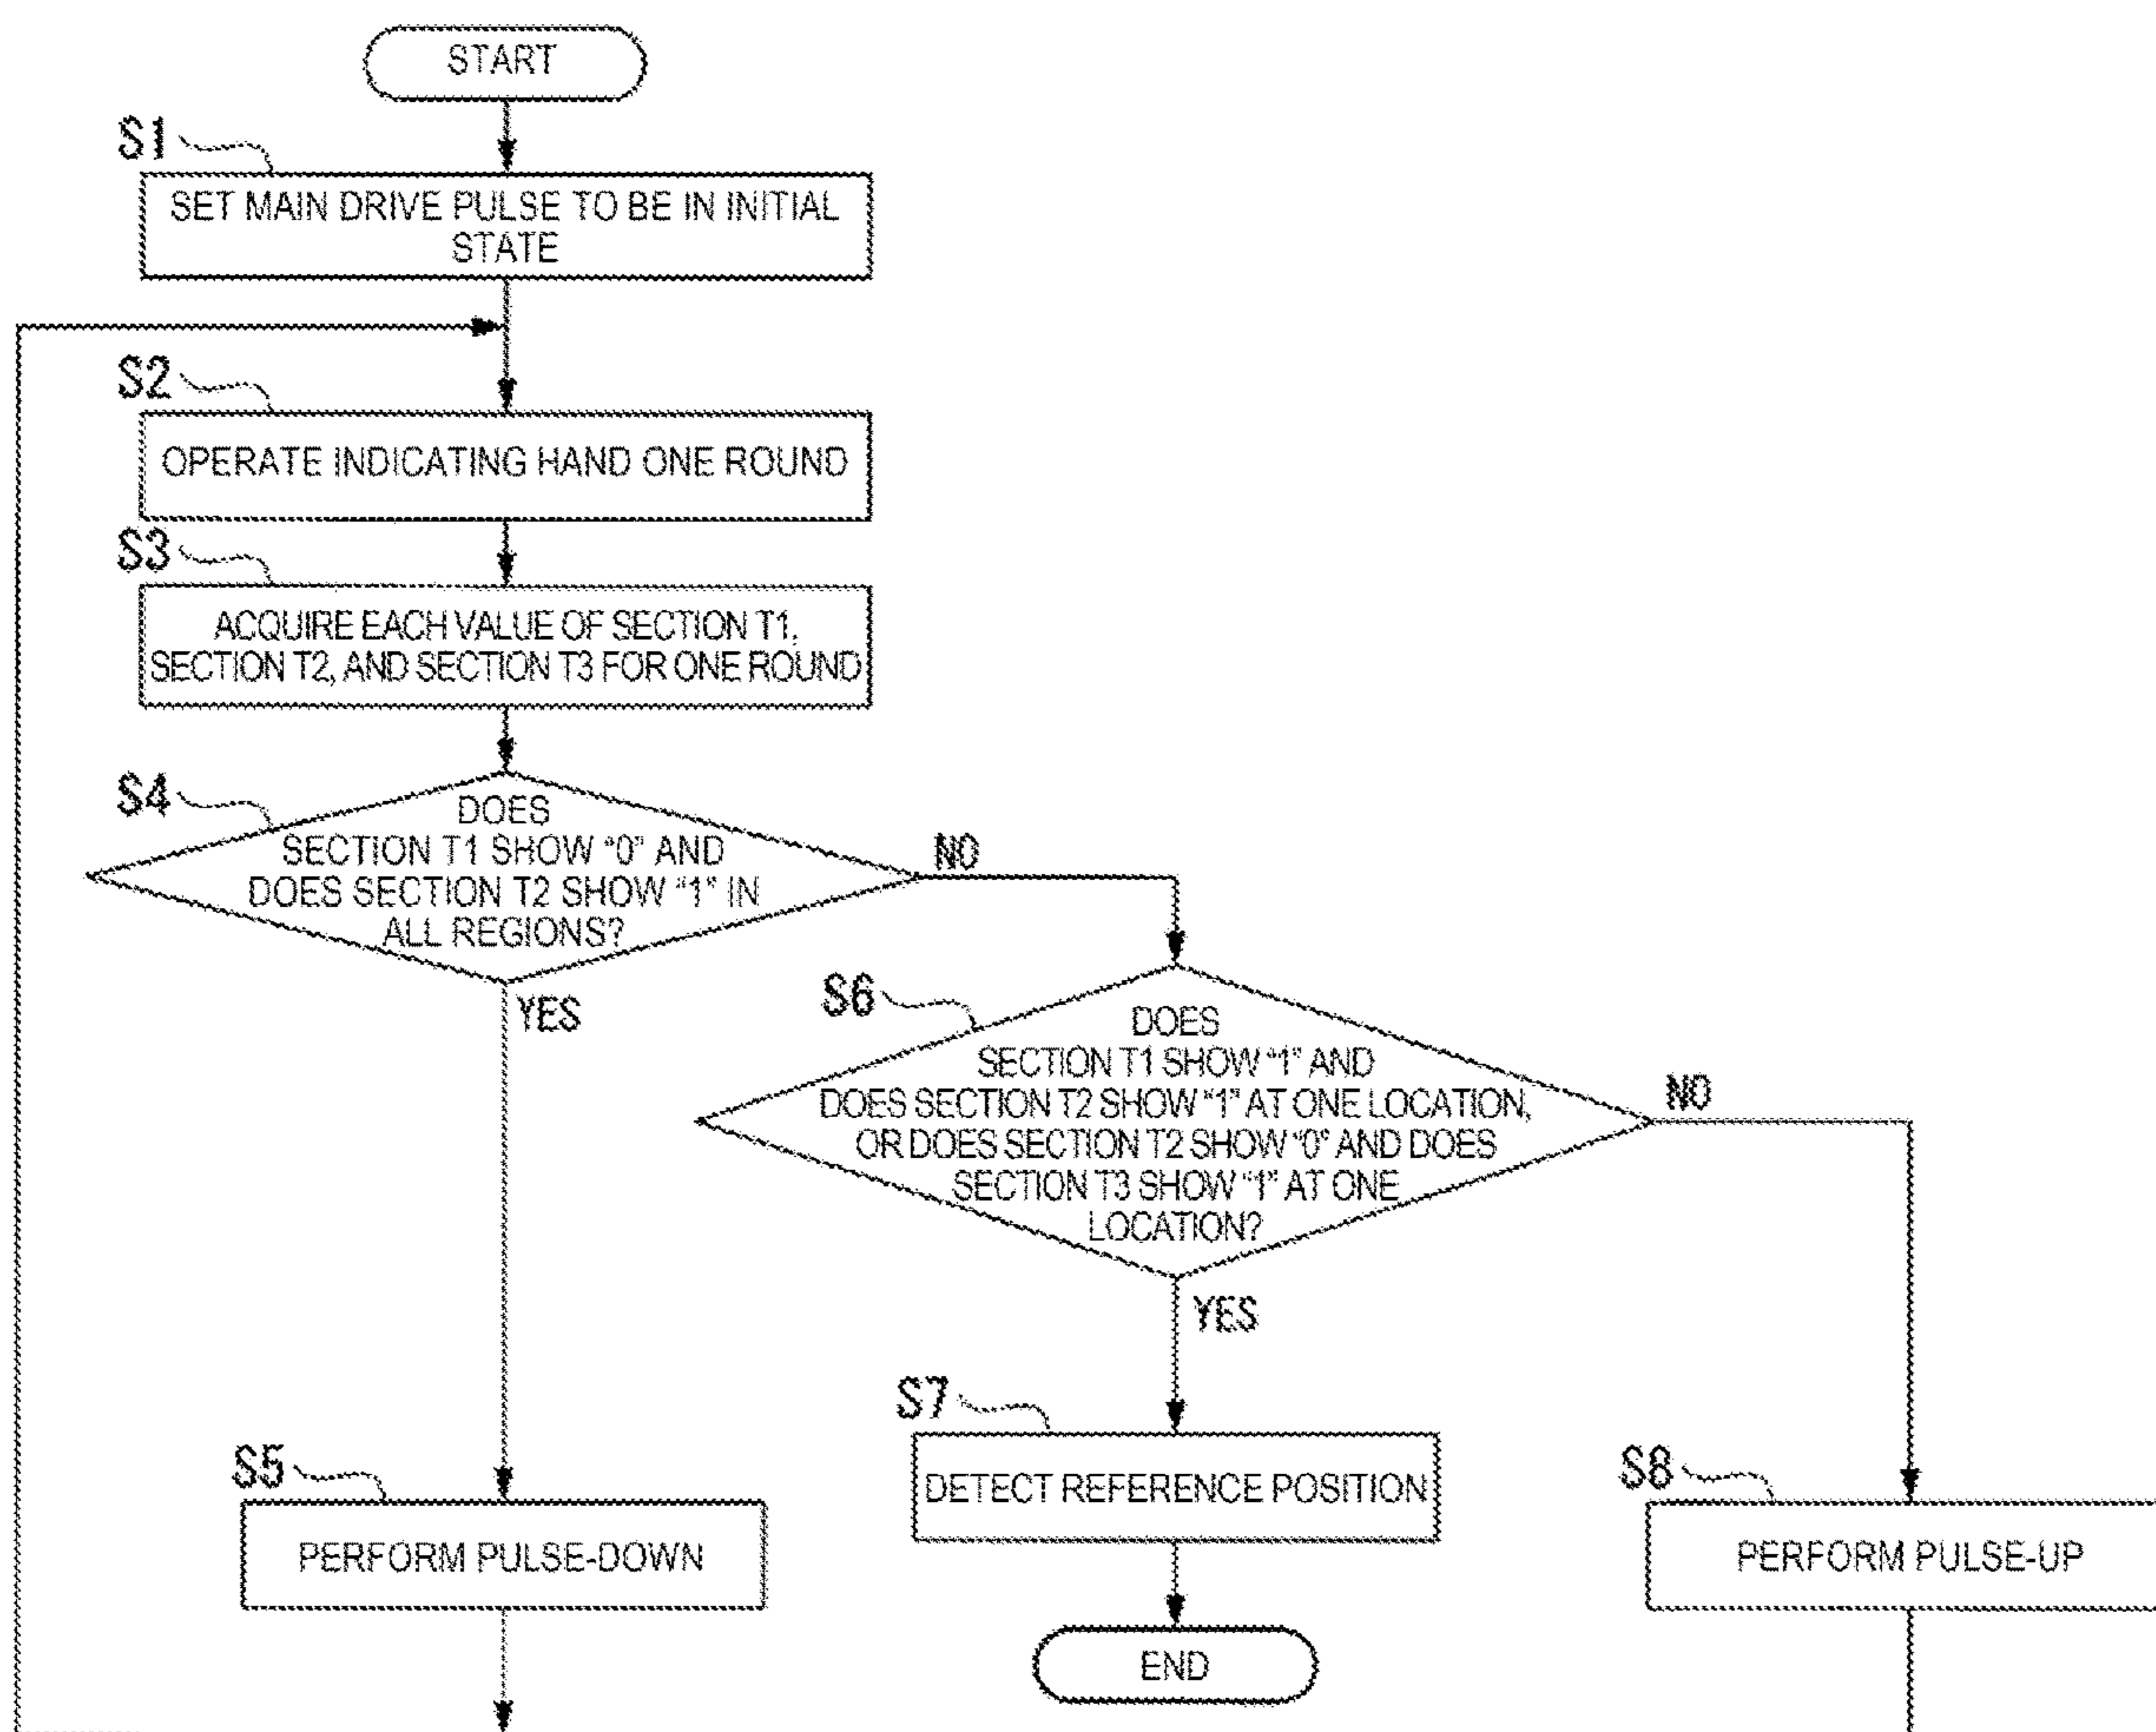 START
S1
SET MAIN DRIVE PULSE TO BE IN INITIAL
STATE
S2
OPERATE INDICATING HAND ONE ROUND
S3
ACQUIRE EACH VALUE OF SECTION T1,
SECTION T2, AND SECTION T3 FOR ONE ROUND
S4
DOES
SECTION T1 SHOW "0" AND
DOES SECTION T2 SHOW "1" IN
ALL REGIONS?
NO
YES
S6
DOES
SECTION T1 SHOW "1" AND
DOES SECTION T2 SHOW "1" AT ONE LOCATION,
OR DOES SECTION T2 SHOW "0" AND DOES
SECTION T3 SHOW "1" AT ONE
LOCATION?
NO
YES
S5
PERFORM PULSE-DOWN
S7
DETECT REFERENCE POSITION
S8
PERFORM PULSE-UP
END